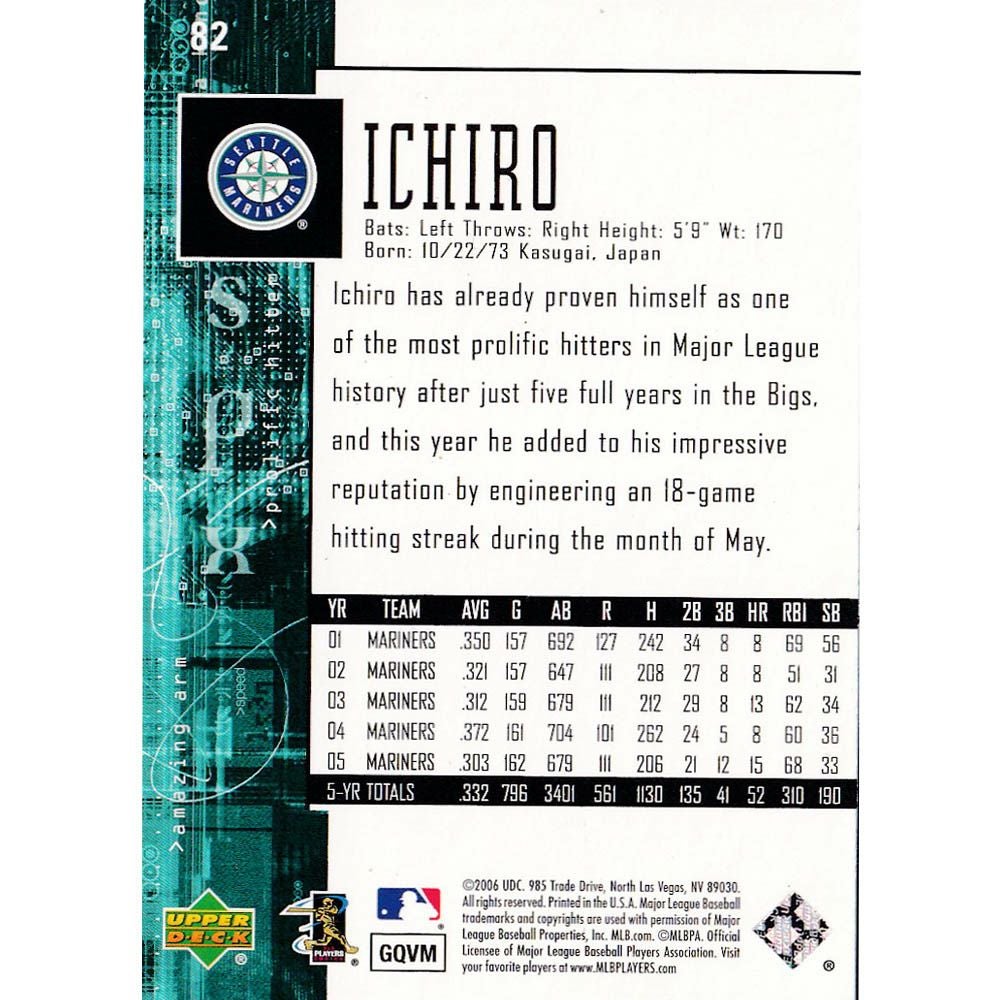 82
SEATTLE
MARINERS
®
ICHIRO
Bats: Left Throws: Right Height: 5'9" Wt: 170
Born: 10/22/73 Kasugai, Japan
Ichiro has already proven himself as one
of the most prolific hitters in Major League
history after just five full years in the Bigs,
and this year he added to his impressive
reputation by engineering an 18-game
hitting streak during the month of May.
spx
>prolific hitter
>speed
>amazing arm
YR TEAM AVG G AB R H 2B 3B HR RBI SB
01 MARINERS .350 157 692 127 242 34 8 8 69 56
02 MARINERS .321 157 647 111 208 27 8 8 51 31
03 MARINERS .312 159 679 111 212 29 8 13 62 34
04 MARINERS .372 161 704 101 262 24 5 8 60 36
05 MARINERS .303 162 679 111 206 21 12 15 68 33
5-YR TOTALS .332 796 3401 561 1130 135 41 52 310 190
UPPER
DECK
®
PLAYERS
®
®
GQVM
©2006 UDC. 985 Trade Drive, North Las Vegas, NV 89030.
All rights reserved. Printed in the U.S.A. Major League Baseball
trademarks and copyrights are used with permission of Major
League Baseball Properties, Inc. MLB.com. ©MLBPA. Official
Licensee of Major League Baseball Players Association. Visit
your favorite players at www.MLBPLAYERS.com
®